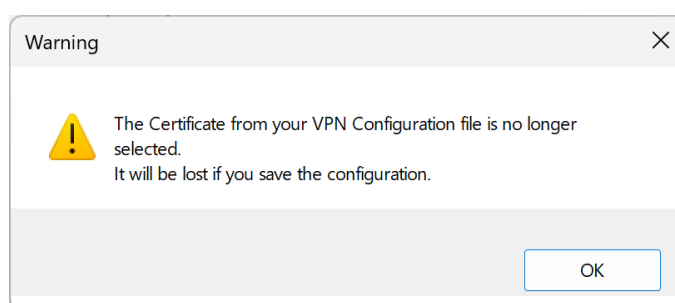 Warning
The Certificate from your VPN Configuration file is no longer
selected.
It will be lost if you save the configuration.
OK